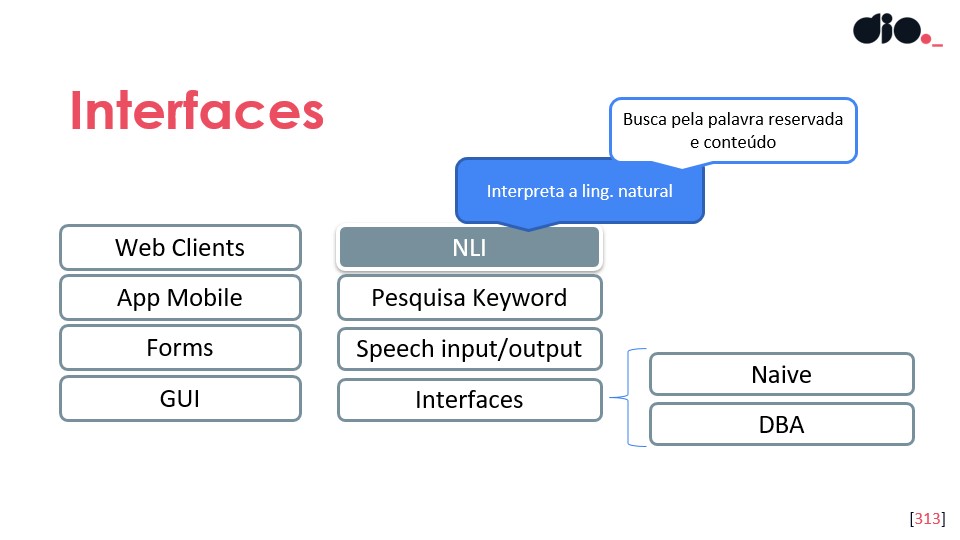 dio._
Interfaces
Busca pela palavra reservada
e conteúdo
Interpreta a ling. natural
Web Clients
App Mobile
Forms
GUI
NLI
Pesquisa Keyword
Speech input/output
Interfaces
Naive
DBA
[313]